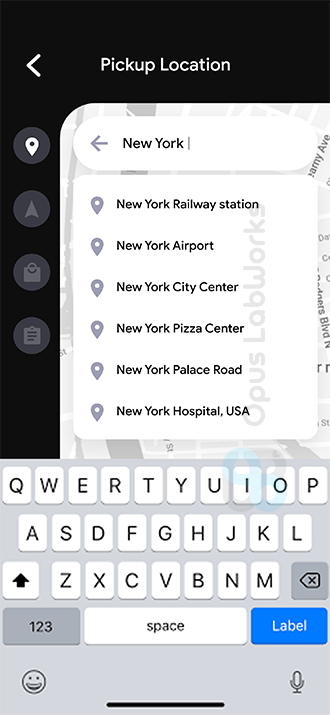 Pickup Location
New York
New York Railway station
New York Airport
New York City Center
New York Pizza Center
New York Palace Road
New York Hospital, USA
Opus LabWorks
Q W E R T Y U I O P
A S D F G H J K L
Z X C V B N M
123 space Label